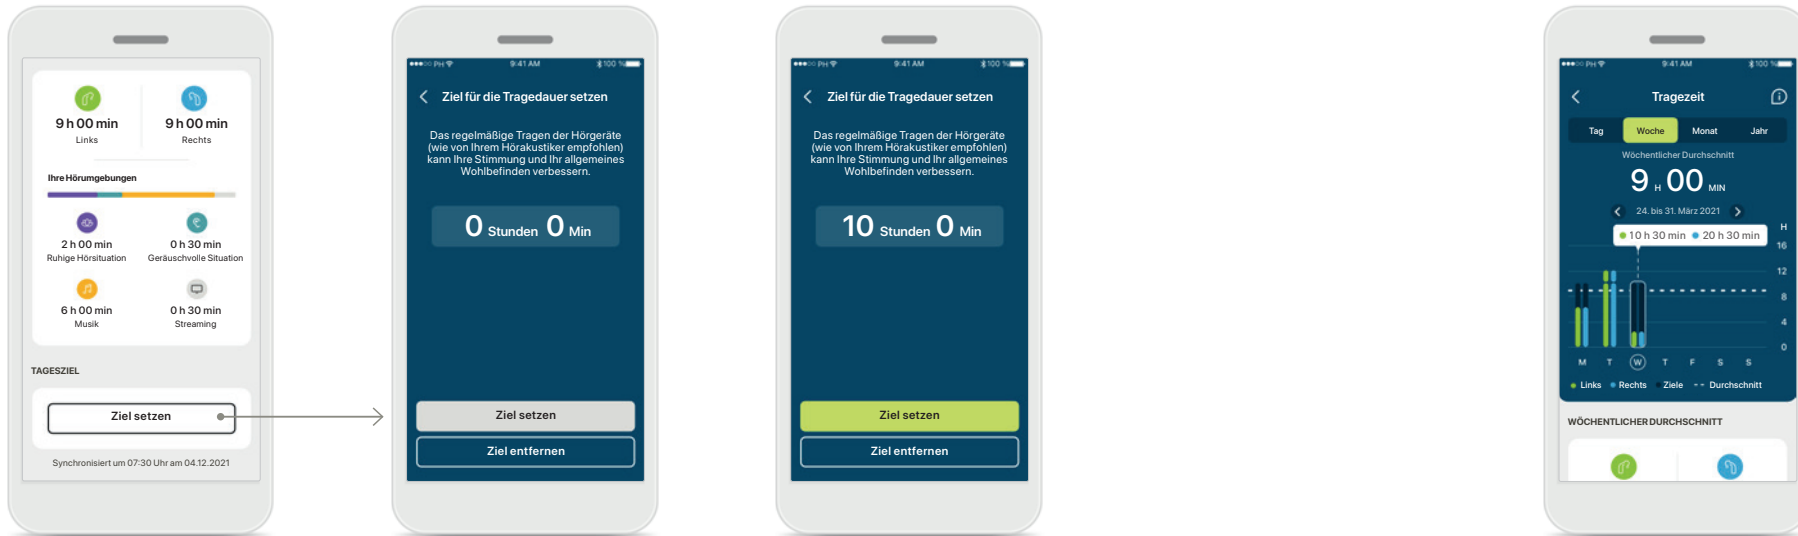 9 h 00 min
9 h 00 min
Links
Rechts
Ihre Hörumgebungen
2 h 00 min
0 h 30 min
Ruhige Hörsituation
Geräuschvolle Situation
6 h 00 min
0 h 30 min
Musik
Streaming
TAGESZIEL
Ziel setzen
Synchronisiert um 07:30 Uhr am 04.12.2021
PH
9:41 AM
100 %
Ziel für die Tragedauer setzen
Das regelmäßige Tragen der Hörgeräte
(wie von Ihrem Hörakustiker empfohlen)
kann Ihre Stimmung und Ihr allgemeines
Wohlbefinden verbessern.
0 Stunden 0 Min
Ziel setzen
Ziel entfernen
PH
9:41 AM
100 %
Ziel für die Tragedauer setzen
Das regelmäßige Tragen der Hörgeräte
(wie von Ihrem Hörakustiker empfohlen)
kann Ihre Stimmung und Ihr allgemeines
Wohlbefinden verbessern.
10 Stunden 0 Min
Ziel setzen
Ziel entfernen
PH
9:41 AM
100 %
Tragezeit
Tag Woche Monat Jahr
Wöchentlicher Durchschnitt
9 H 00 MIN
24. bis 31. März 2021
10 h 30 min 20 h 30 min
H
16
12
8
4
0
M T W T F S S
Links Rechts Ziele Durchschnitt
WÖCHENTLICHER DURCHSCHNITT